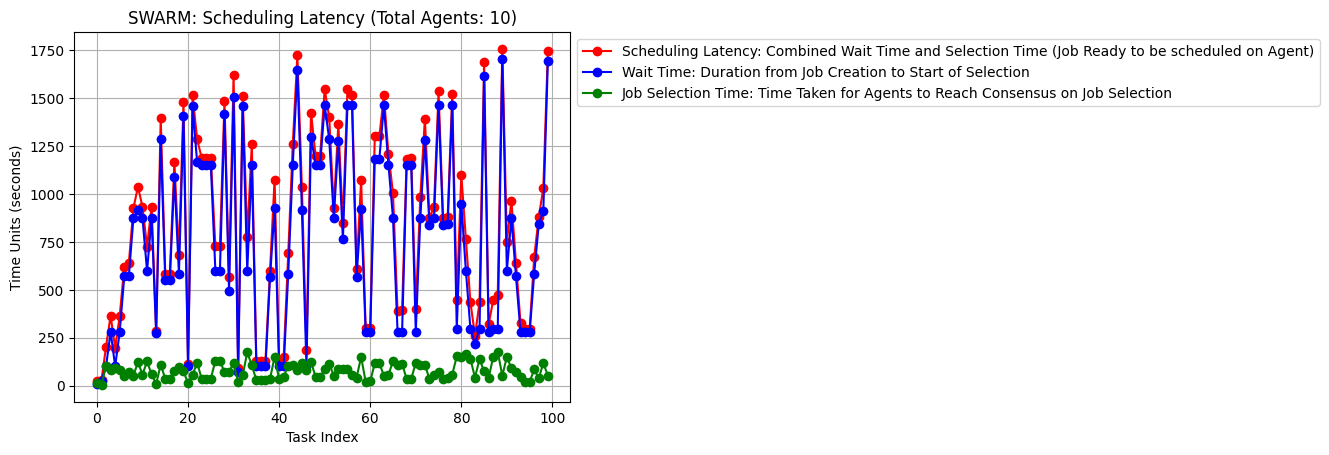 SWARM: Scheduling Latency (Total Agents: 10)
Scheduling Latency: Combined Wait Time and Selection Time (Job Ready to be scheduled on Agent)
Wait Time: Duration from Job Creation to Start of Selection
Job Selection Time: Time Taken for Agents to Reach Consensus on Job Selection
Time Units (seconds)
1750
1500
1250
1000
750
500
250
0
0 20 40 60 80 100
Task Index